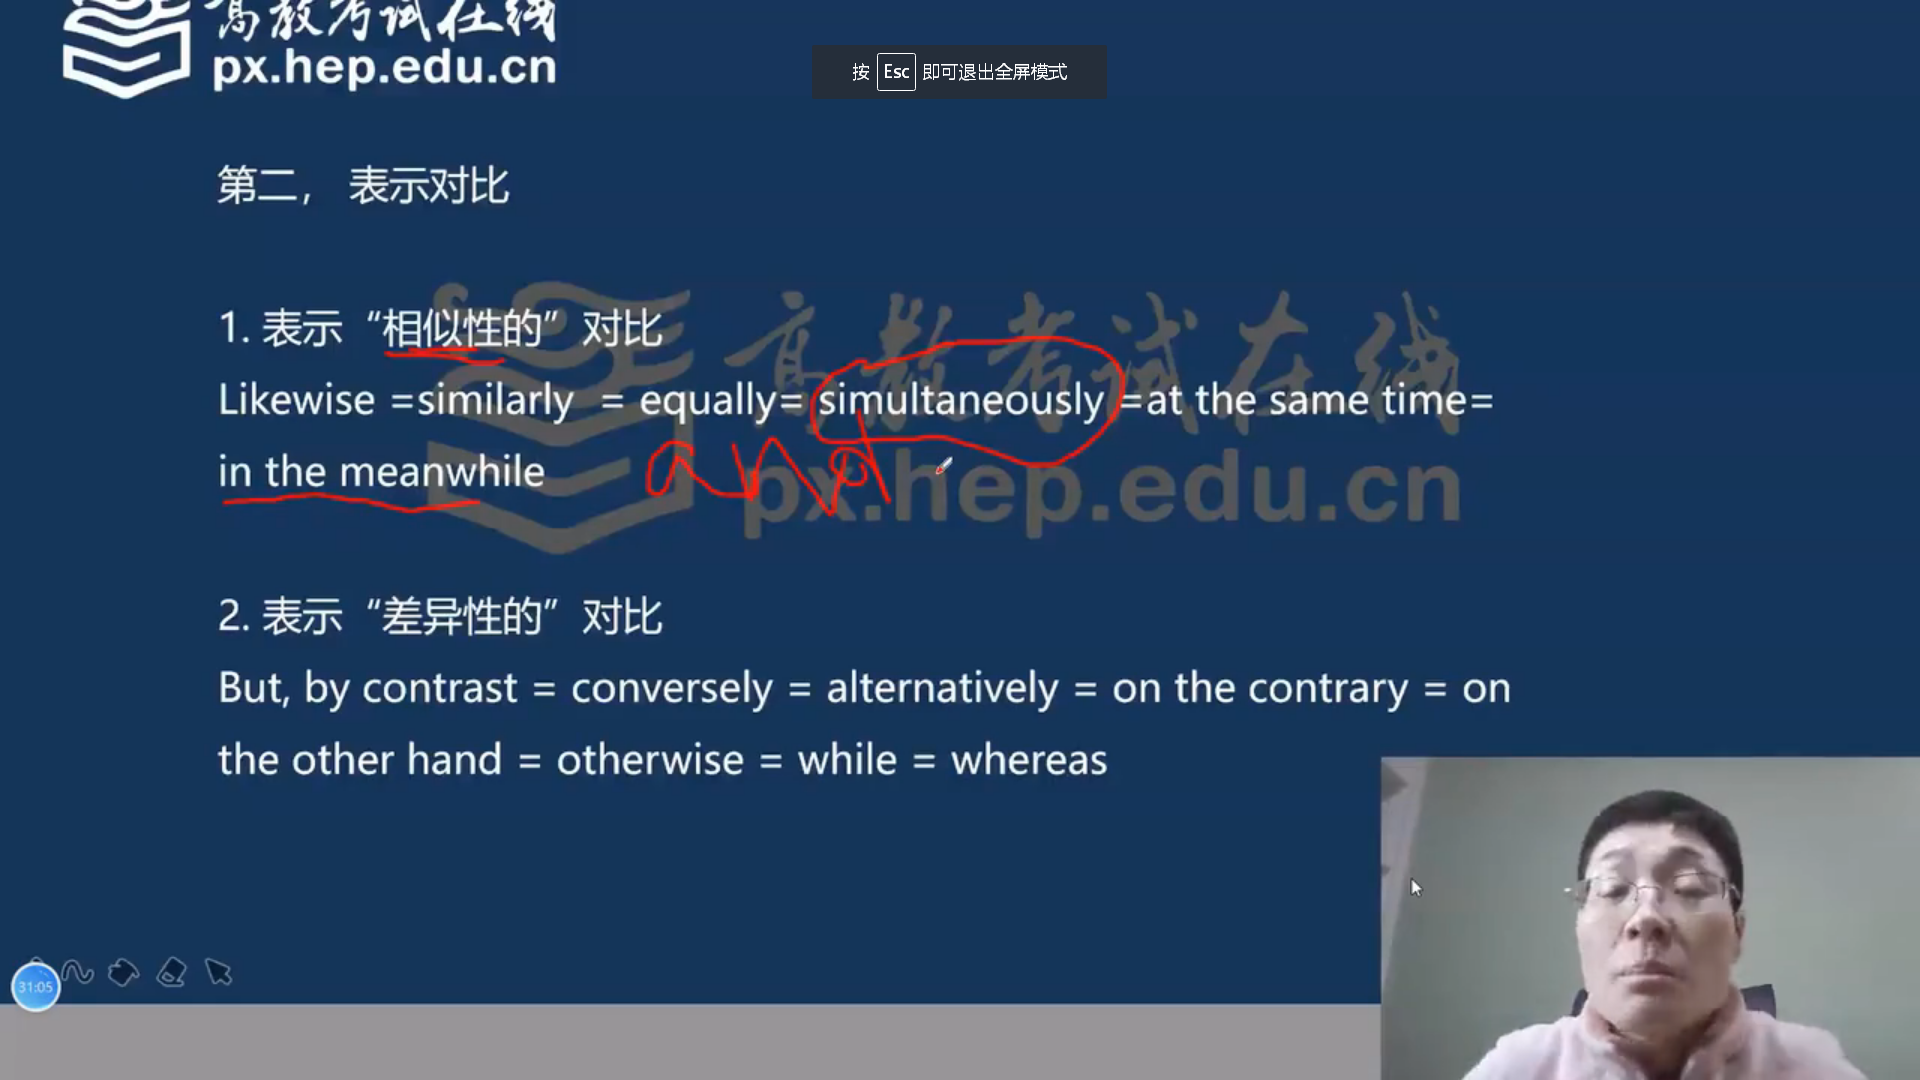 高教考试在线
px.hep.edu.cn
按 Esc 即可退出全屏模式
第二， 表示对比
高教考试在线
px.hep.edu.cn
1. 表示“相似性的”对比
Likewise =similarly = equally= simultaneously =at the same time=
in the meanwhile
and
2. 表示“差异性的”对比
But, by contrast = conversely = alternatively = on the contrary = on
the other hand = otherwise = while = whereas
31:05